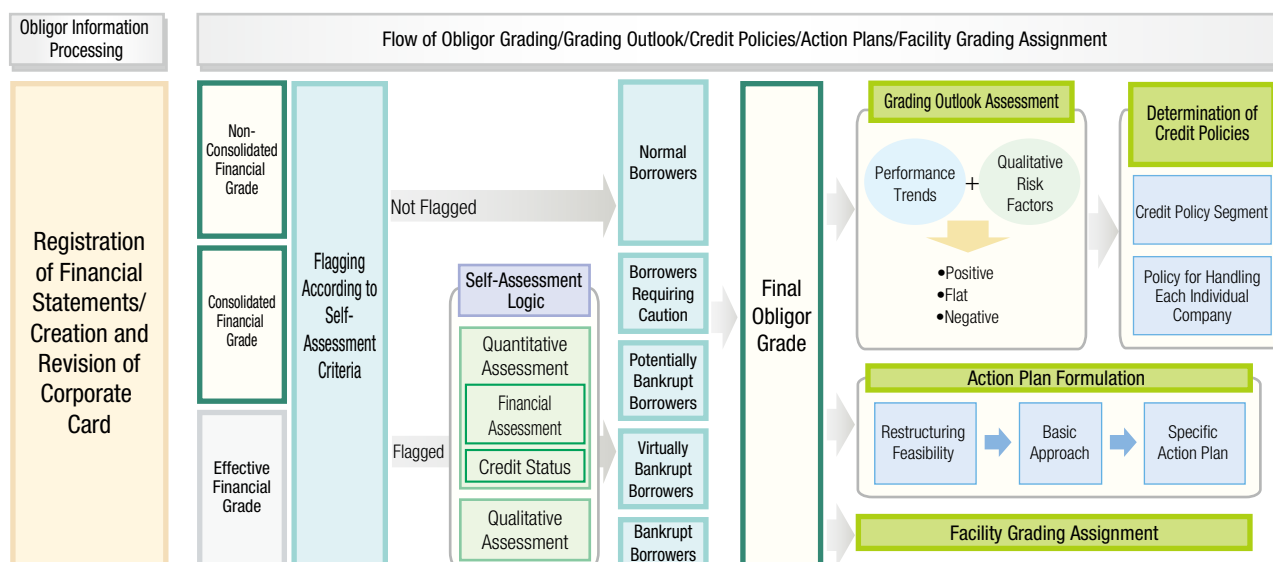 Obligor Information
Processing
Flow of Obligor Grading/Grading Outlook/Credit Policies/Action Plans/Facility Grading Assignment
Registration
of Financial
Statements/
Creation and
Revision of
Corporate
Card
Non-
Consolidated
Financial
Grade
Consolidated
Financial
Grade
Effective
Financial
Grade
Flagging
According to
Self-
Assessment
Criteria
Not Flagged
Flagged
Self-Assessment
Logic
Quantitative
Assessment
Financial
Assessment
Credit Status
Qualitative
Assessment
Normal
Borrowers
Borrowers
Requiring
Caution
Potentially
Bankrupt
Borrowers
Virtually
Bankrupt
Borrowers
Bankrupt
Borrowers
Final
Obligor
Grade
Grading Outlook Assessment
Performance
Trends
+
Qualitative
Risk
Factors
●Positive
●Flat
●Negative
Determination of
Credit Policies
Credit Policy Segment
Policy for Handling
Each Individual
Company
Action Plan Formulation
Restructuring
Feasibility
Basic
Approach
Specific
Action Plan
Facility Grading Assignment